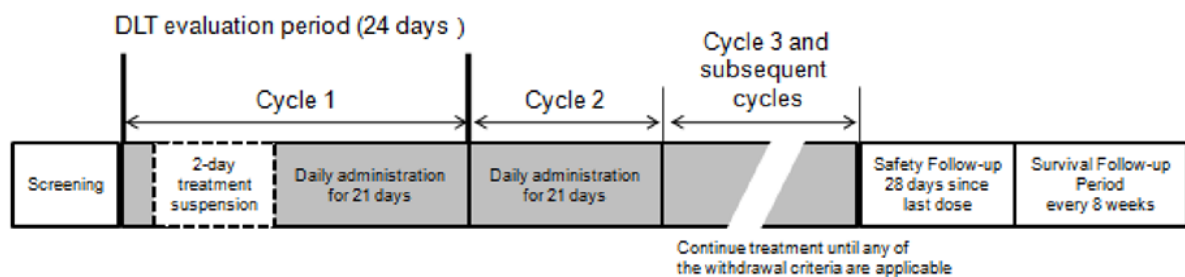 DLT evaluation period (24 days )
Cycle 1
Cycle 2
Cycle 3 and
subsequent
cycles
Screening
2-day
treatment
suspension
Daily administration
for 21 days
Daily administration
for 21 days
Safety Follow-up
28 days since
last dose
Survival Follow-up
Period
every 8 weeks
Continue treatment until any of
the withdrawal criteria are applicable